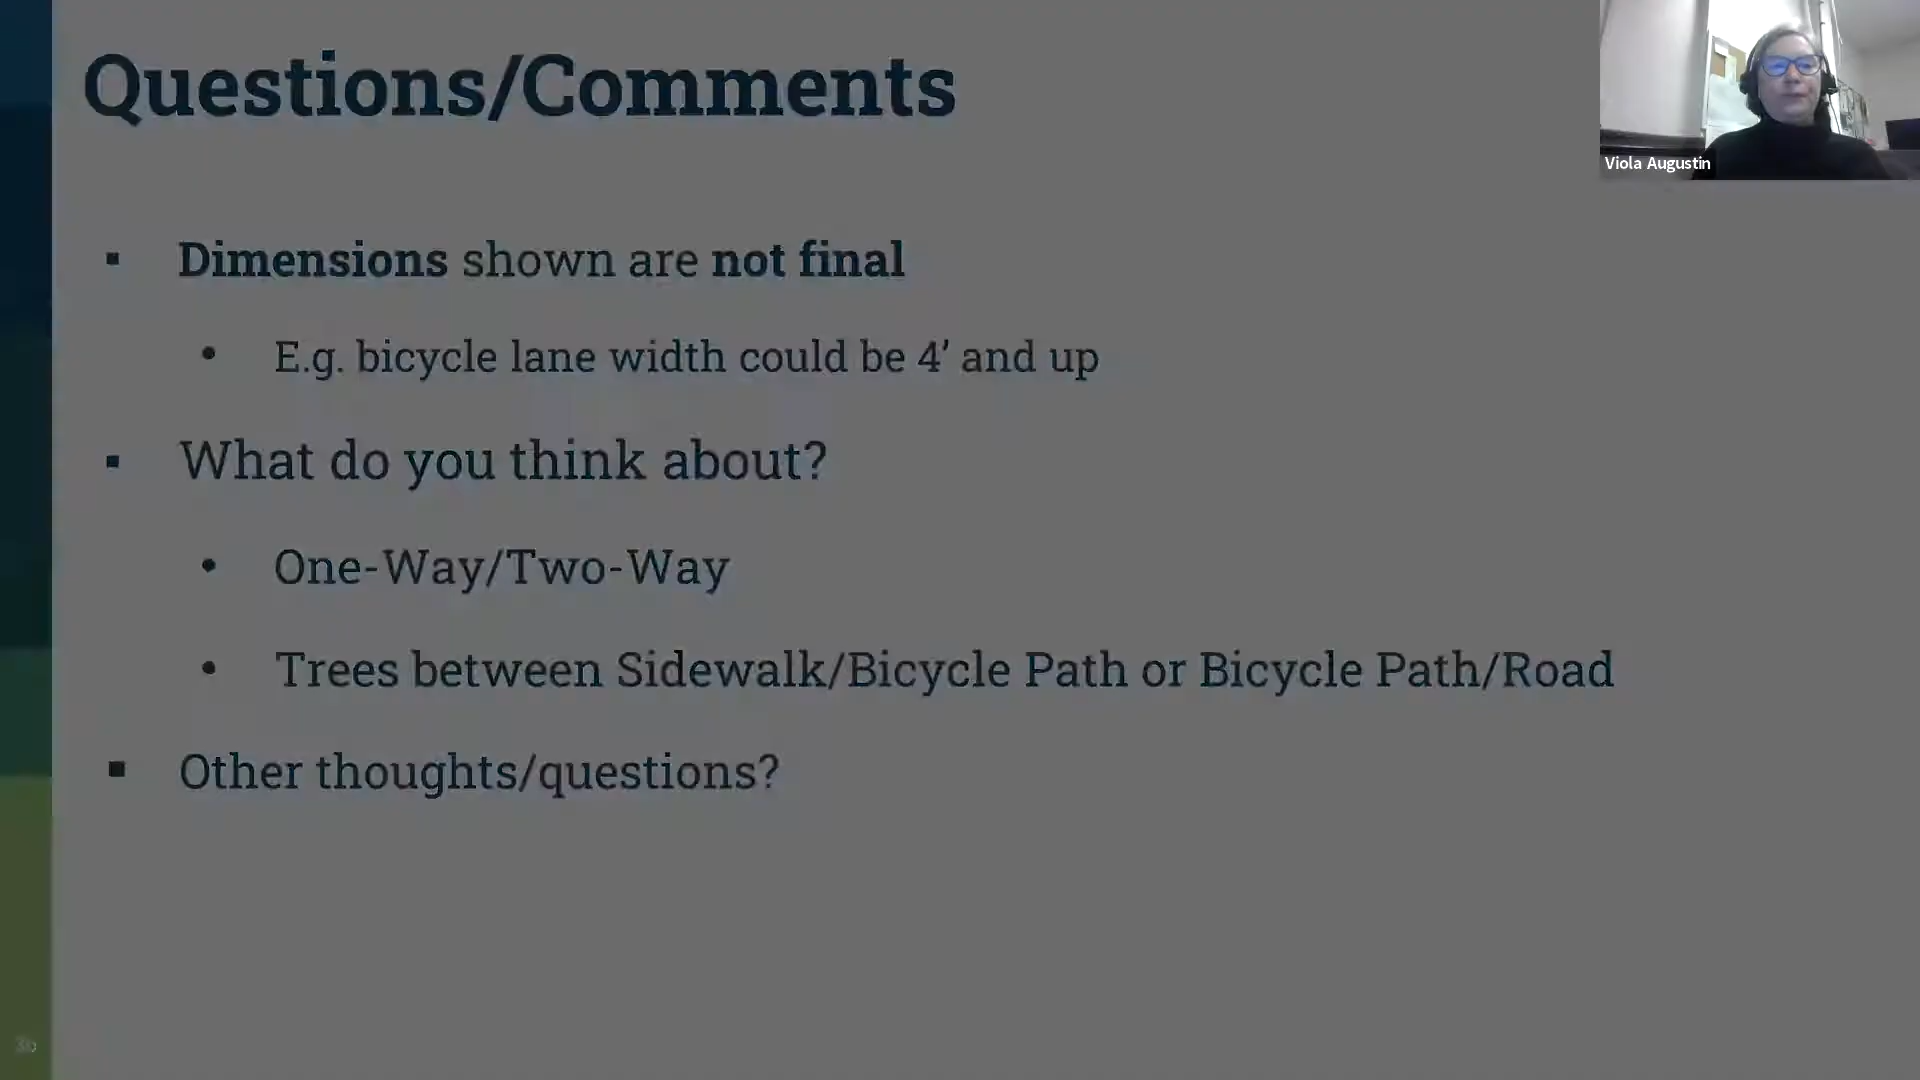 Questions/Comments
Viola Augustin
▪ Dimensions shown are not final
• E.g. bicycle lane width could be 4’ and up
▪ What do you think about?
• One-Way/Two-Way
• Trees between Sidewalk/Bicycle Path or Bicycle Path/Road
▪ Other thoughts/questions?